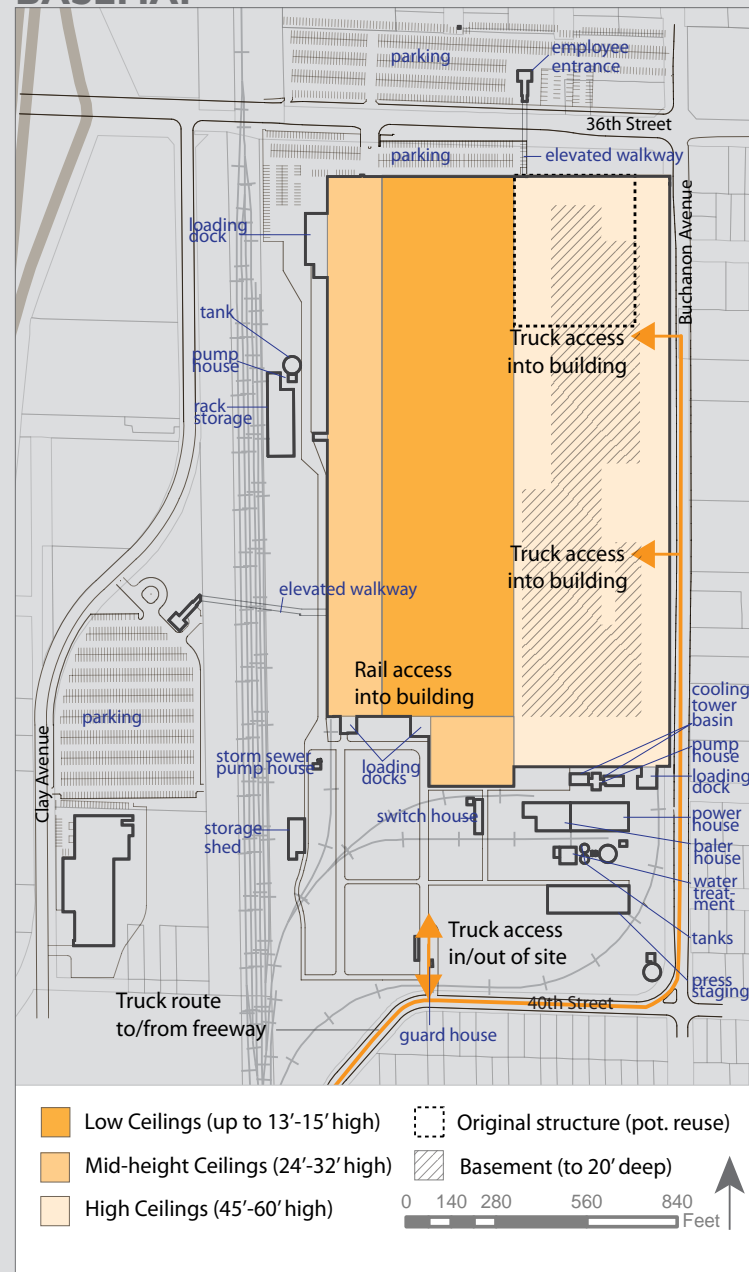 BASEMAP
parking
employee
entrance
36th Street
parking
elevated walkway
Buchanon Avenue
loading
dock
tank
pump
house
rack
storage
Truck access
into building
Truck access
into building
elevated walkway
Rail access
into building
parking
Clay Avenue
cooling
tower
basin
pump
house
loading
dock
storm sewer
pump house
loading
docks
switch house
power
house
storage
shed
baler
house
water
treat-
ment
tanks
Truck access
in/out of site
press
staging
Truck route
to/from freeway
40th Street
guard house
Low Ceilings (up to 13'-15' high)
Original structure (pot. reuse)
Mid-height Ceilings (24'-32' high)
Basement (to 20' deep)
High Ceilings (45'-60' high)
0 140 280 560 840
Feet